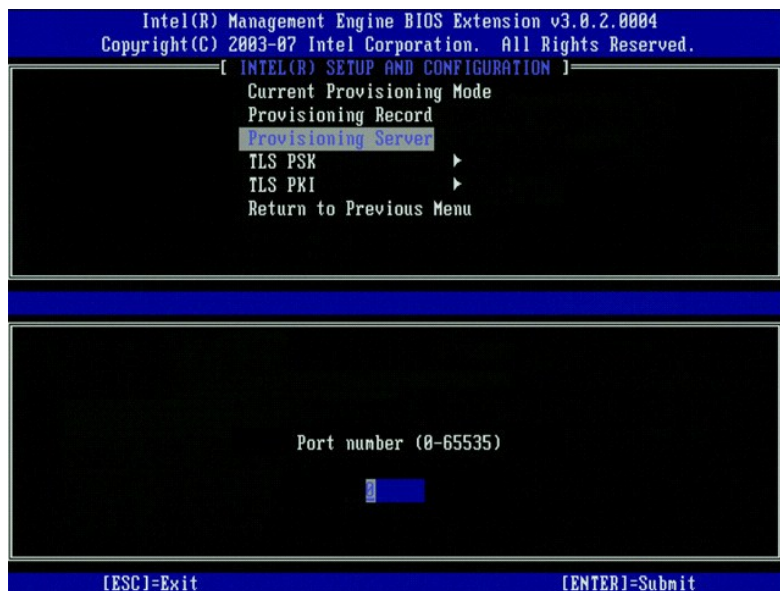 Intel(R) Management Engine BIOS Extension v3.0.2.0004
Copyright(C) 2003-07 Intel Corporation. All Rights Reserved.
[ INTEL(R) SETUP AND CONFIGURATION ]
Current Provisioning Mode
Provisioning Record
Provisioning Server
TLS PSK
TLS PKI
Return to Previous Menu
Port number (0-65535)
0
[ESC]=Exit [ENTER]=Submit